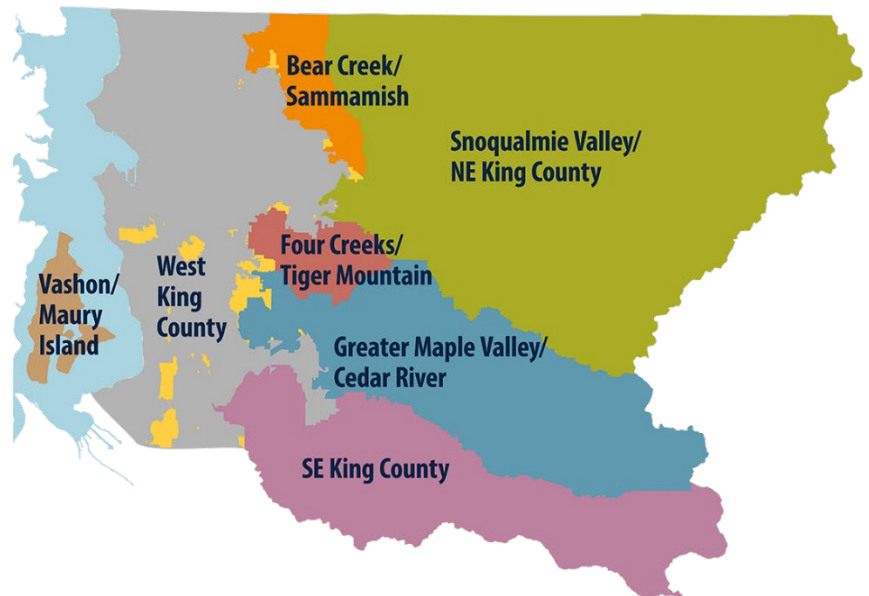 Bear Creek/
Sammamish
Snoqualmie Valley/
NE King County
Four Creeks/
Tiger Mountain
West
King
County
Vashon/
Maury
Island
Greater Maple Valley/
Cedar River
SE King County